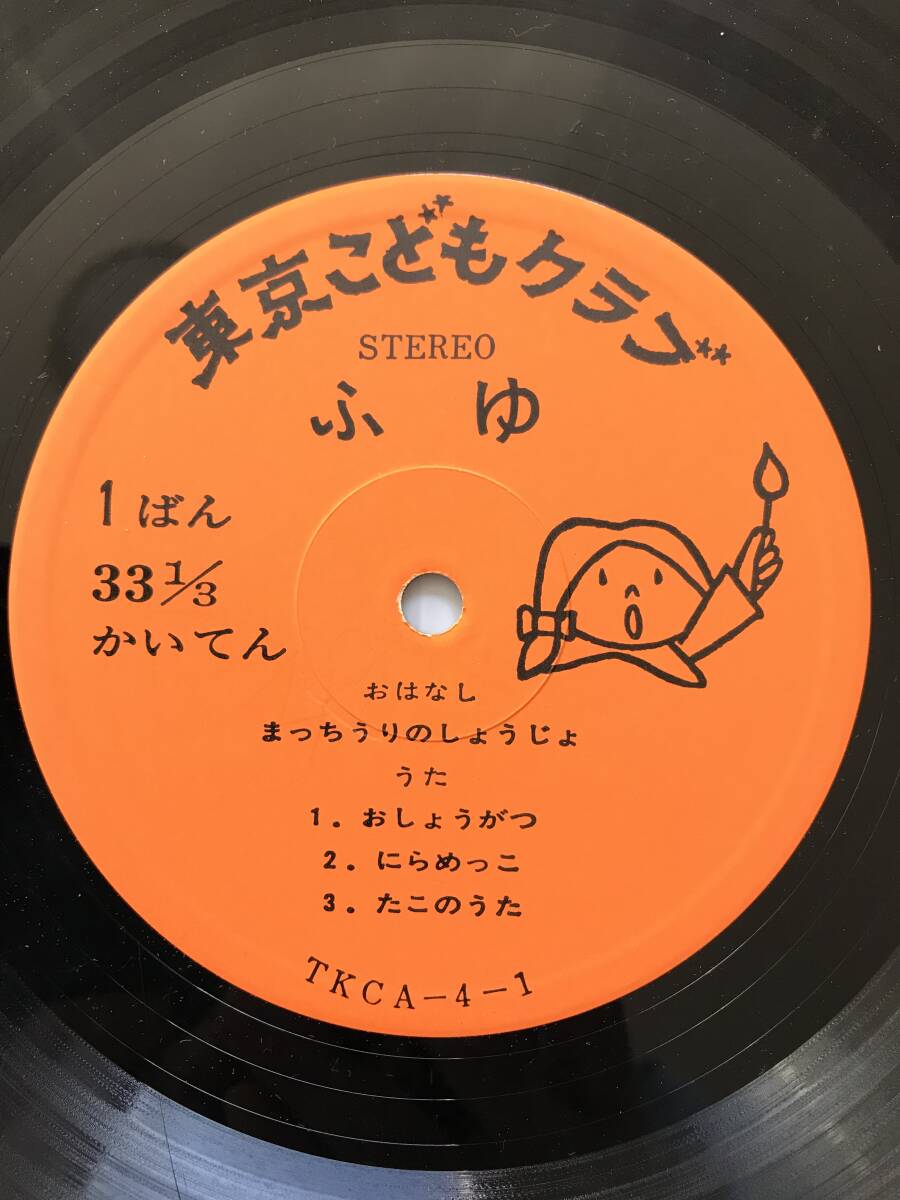 東京こどもクラブ
STEREO
ふゆ
1ばん
33 1/3
かいてん
おはなし
まっちうりのしょうじょ
うた
1．おしょうがつ
2．にらめっこ
3．たこのうた
TKCA-4-1